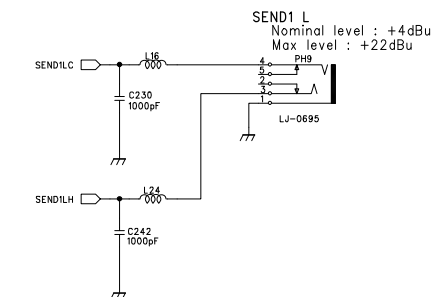 SEND1 L
Nominal level : +4dBu
Max level : +22dBu
L16
PH9
SEND1LC
4
5
2
3
1
C230
1000pF
LJ-0695
L24
SEND1LH
C242
1000pF